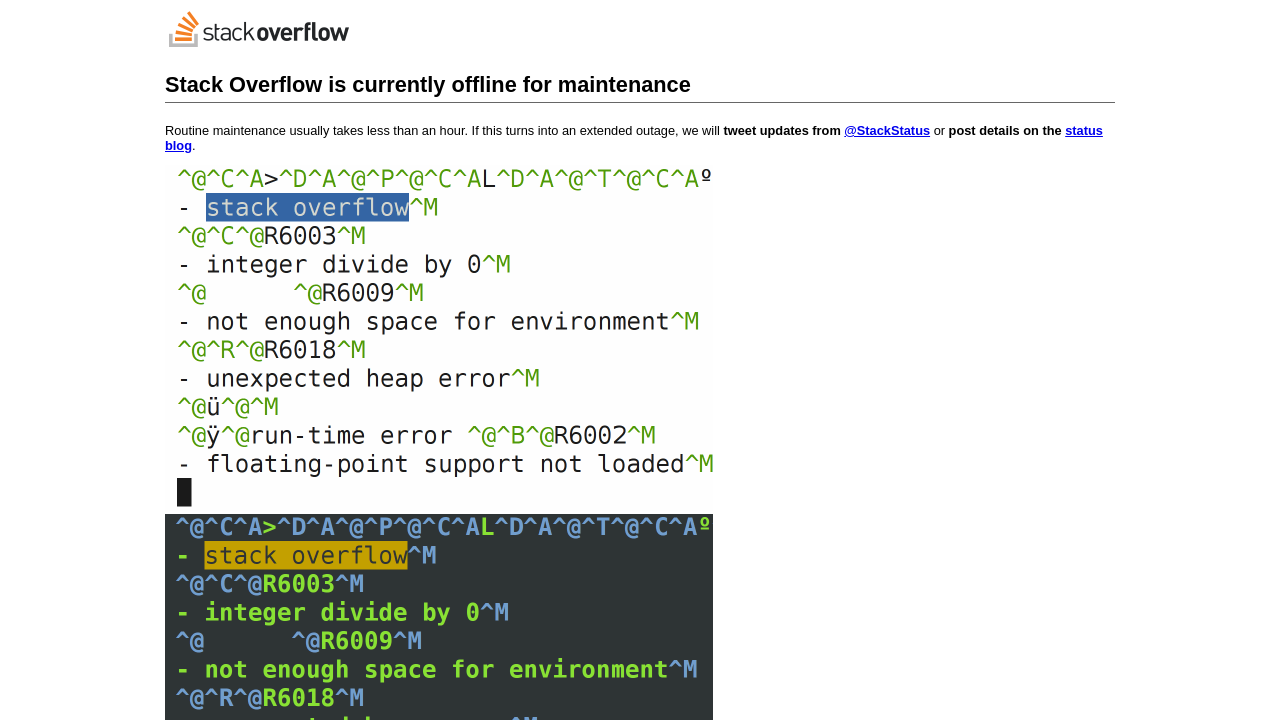 stackoverflow
Stack Overflow is currently offline for maintenance
Routine maintenance usually takes less than an hour. If this turns into an extended outage, we will tweet updates from @StackStatus or post details on the status
blog.
^@^C^A>^D^A^@^P^@^C^AL^D^A^@^T^@^C^Aº
- stack overflow^M
^@^C^@R6003^M
- integer divide by 0^M
^@      ^@R6009^M
- not enough space for environment^M
^@^R^@R6018^M
- unexpected heap error^M
^@ü^@^M
^@ÿ^@run-time error ^@^B^@R6002^M
- floating-point support not loaded^M
^@^C^A>^D^A^@^P^@^C^AL^D^A^@^T^@^C^Aº
- stack overflow^M
^@^C^@R6003^M
- integer divide by 0^M
^@      ^@R6009^M
- not enough space for environment^M
^@^R^@R6018^M